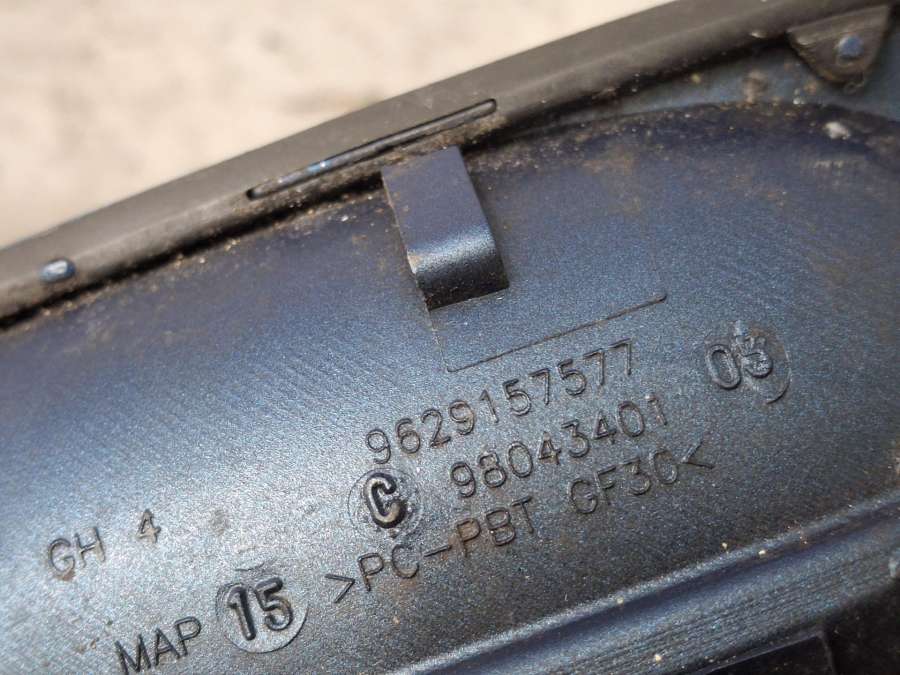 9629157577
C 98043401 03
GH 4
>PC-PBT GF30<
MAP 15